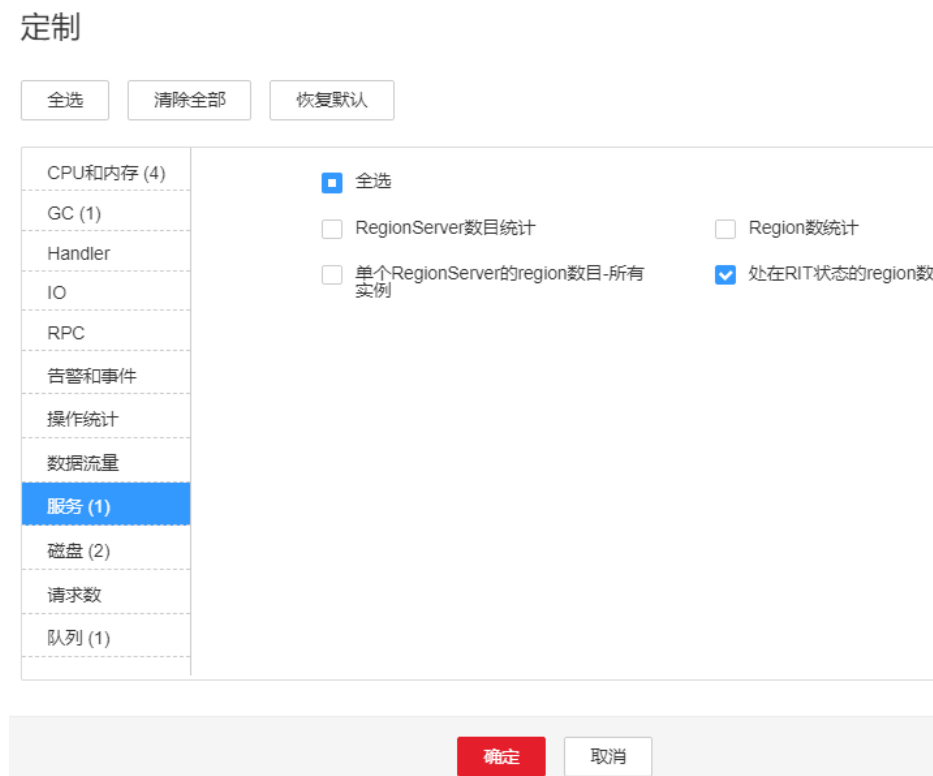 定制
全选
清除全部
恢复默认
CPU和内存 (4)
GC (1)
Handler
IO
RPC
告警和事件
操作统计
数据流量
服务 (1)
磁盘 (2)
请求数
队列 (1)
全选
RegionServer数目统计
Region数统计
单个RegionServer的region数目-所有
实例
处在RIT状态的region数
确定
取消